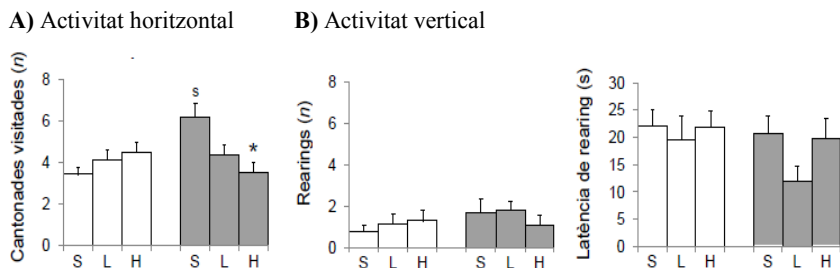 A) Activitat horitzontal
B) Activitat vertical
Cantonades visitades (n)
8
6
4
2
0
s
*
S L H S L H
Rearings (n)
8
6
4
2
0
S L H S L H
Latència de rearing (s)
30
25
20
15
10
5
0
S L H S L H